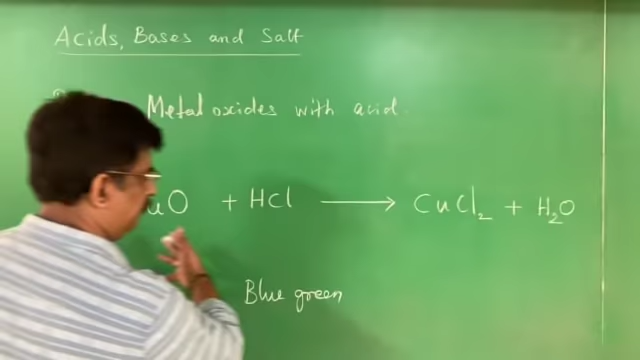 Acids, Bases and Salt
Metal oxides with acid.
uO + HCl ⟶ CuCl₂ + H₂O
Blue green